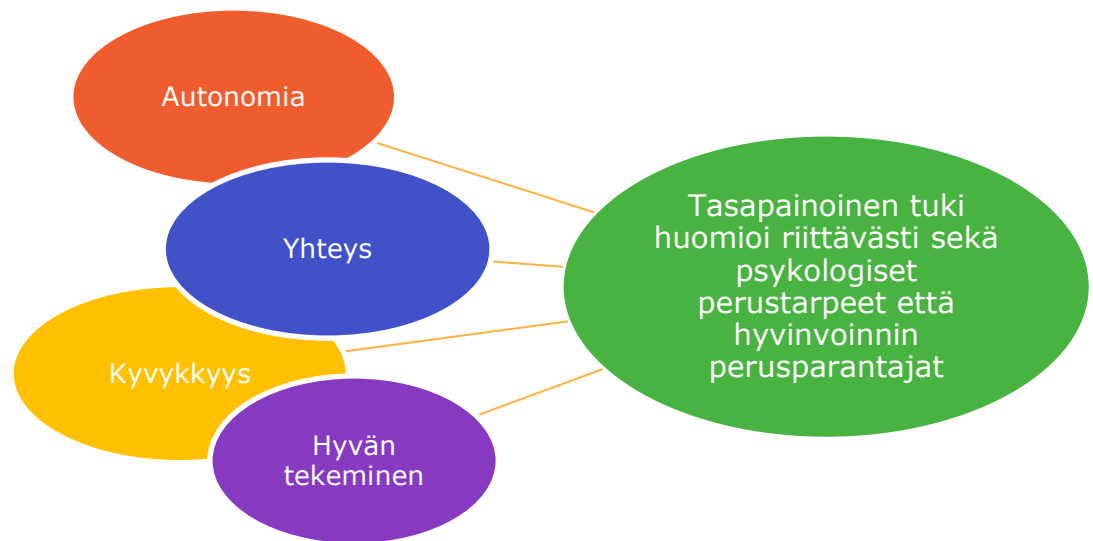 Autonomia
Yhteys
Kyvykkyys
Hyvän
tekeminen
Tasapainoinen tuki
huomioi riittävästi sekä
psykologiset
perustarpeet että
hyvinvoinnin
perusparantajat